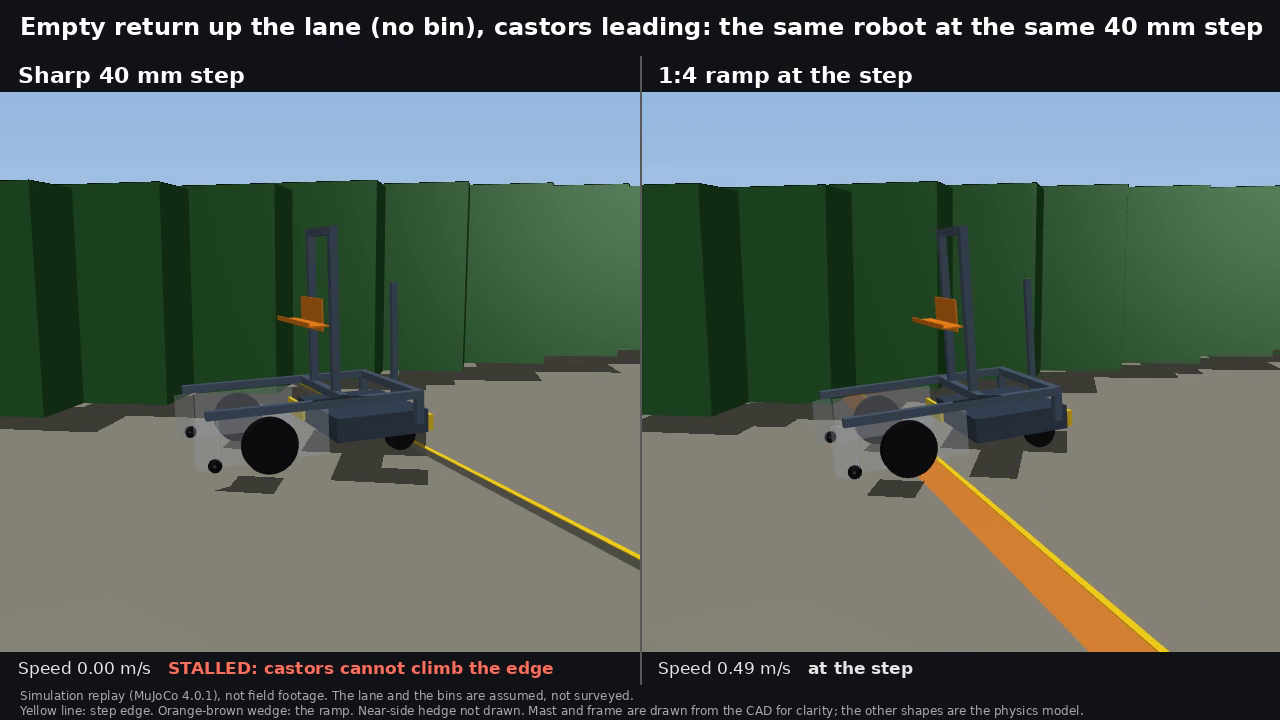 Empty return up the lane (no bin), castors leading: the same robot at the same 40 mm step
Sharp 40 mm step
1:4 ramp at the step
Speed 0.00 m/s STALLED: castors cannot climb the edge
Speed 0.49 m/s at the step
Simulation replay (MuJoCo 4.0.1), not field footage. The lane and the bins are assumed, not surveyed.
Yellow line: step edge. Orange-brown wedge: the ramp. Near-side hedge not drawn. Mast and frame are drawn from the CAD for clarity; the other shapes are the physics model.